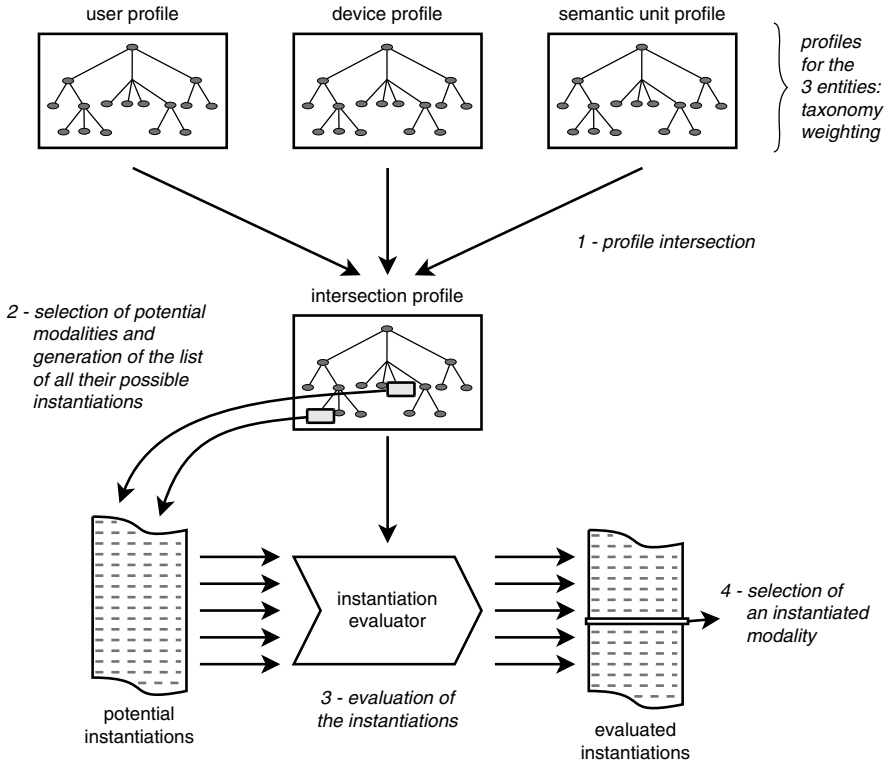 user profile
device profile
semantic unit profile
profiles
for the
3 entities:
taxonomy
weighting
1 - profile intersection
intersection profile
2 - selection of potential
modalities and
generation of the list
of all their possible
instantiations
instantiation
evaluator
4 - selection of
an instantiated
modality
3 - evaluation of
the instantiations
potential
instantiations
evaluated
instantiations